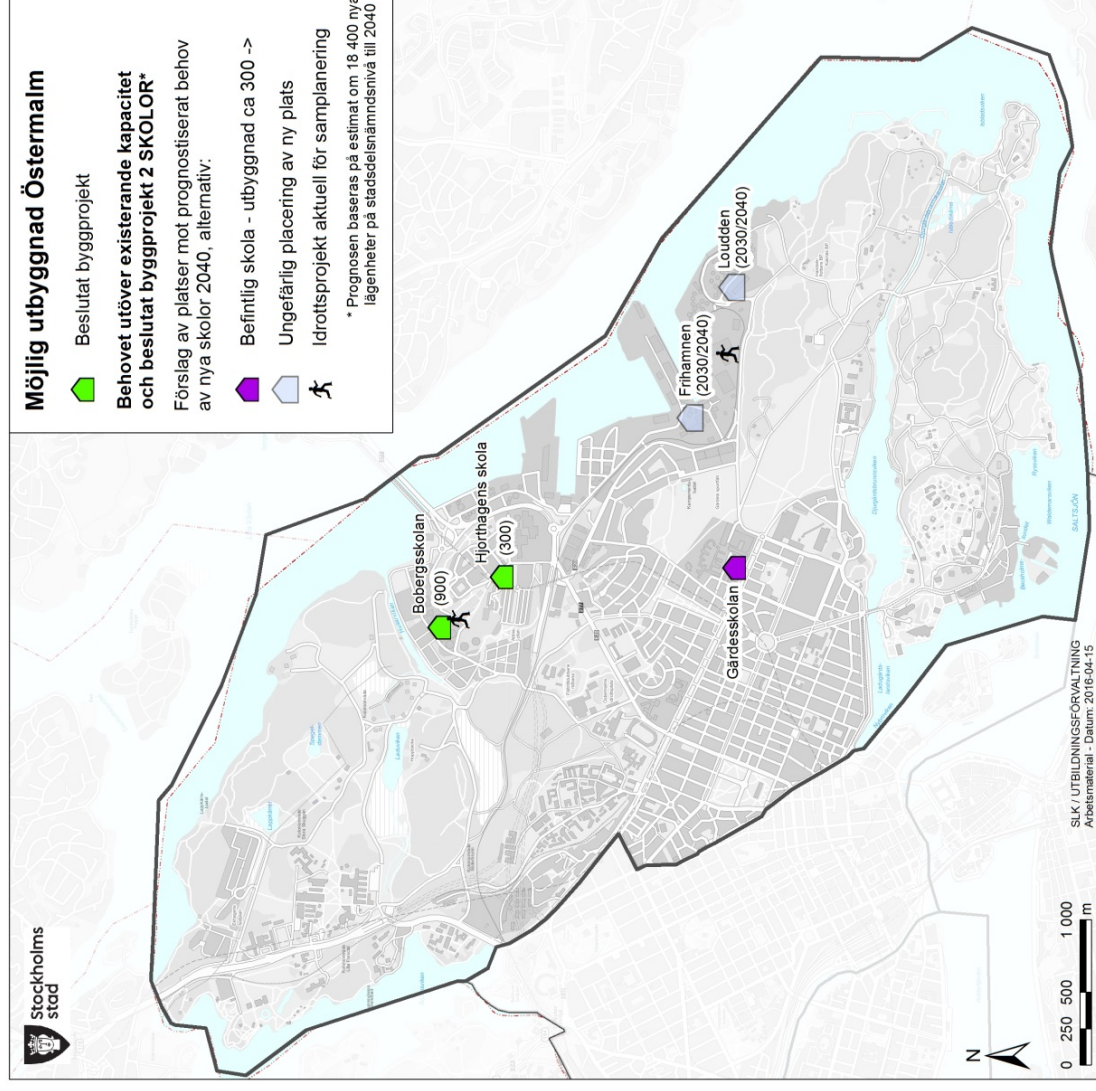 Stockholms
stad
Möjlig utbyggnad Östermalm
Beslutat byggprojekt
Behovet utöver existerande kapacitet
och beslutat byggprojekt 2 SKOLOR*
Förslag av platser mot prognostiserat behov
av nya skolor 2040, alternativ:
Befintlig skola - utbyggnad ca 300 ->
Ungefärlig placering av ny plats
Idrottsprojekt aktuell för samplanering
* Prognosen baseras på estimat om 18 400 nya
lägenheter på stadsdelsnämndsnivå till 2040
Bobergsskolan
(900)
Hjorthagens skola
(300)
Frihamnen
(2030/2040)
Loudden
(2030/2040)
Gärdesskolan
Laduviken
Djurgårdsbrunnsviken
SALTSJÖN
N
0 250 500 1 000
m
SLK / UTBILDNINGSFÖRVALTNING
Arbetsmaterial - Datum: 2016-04-15